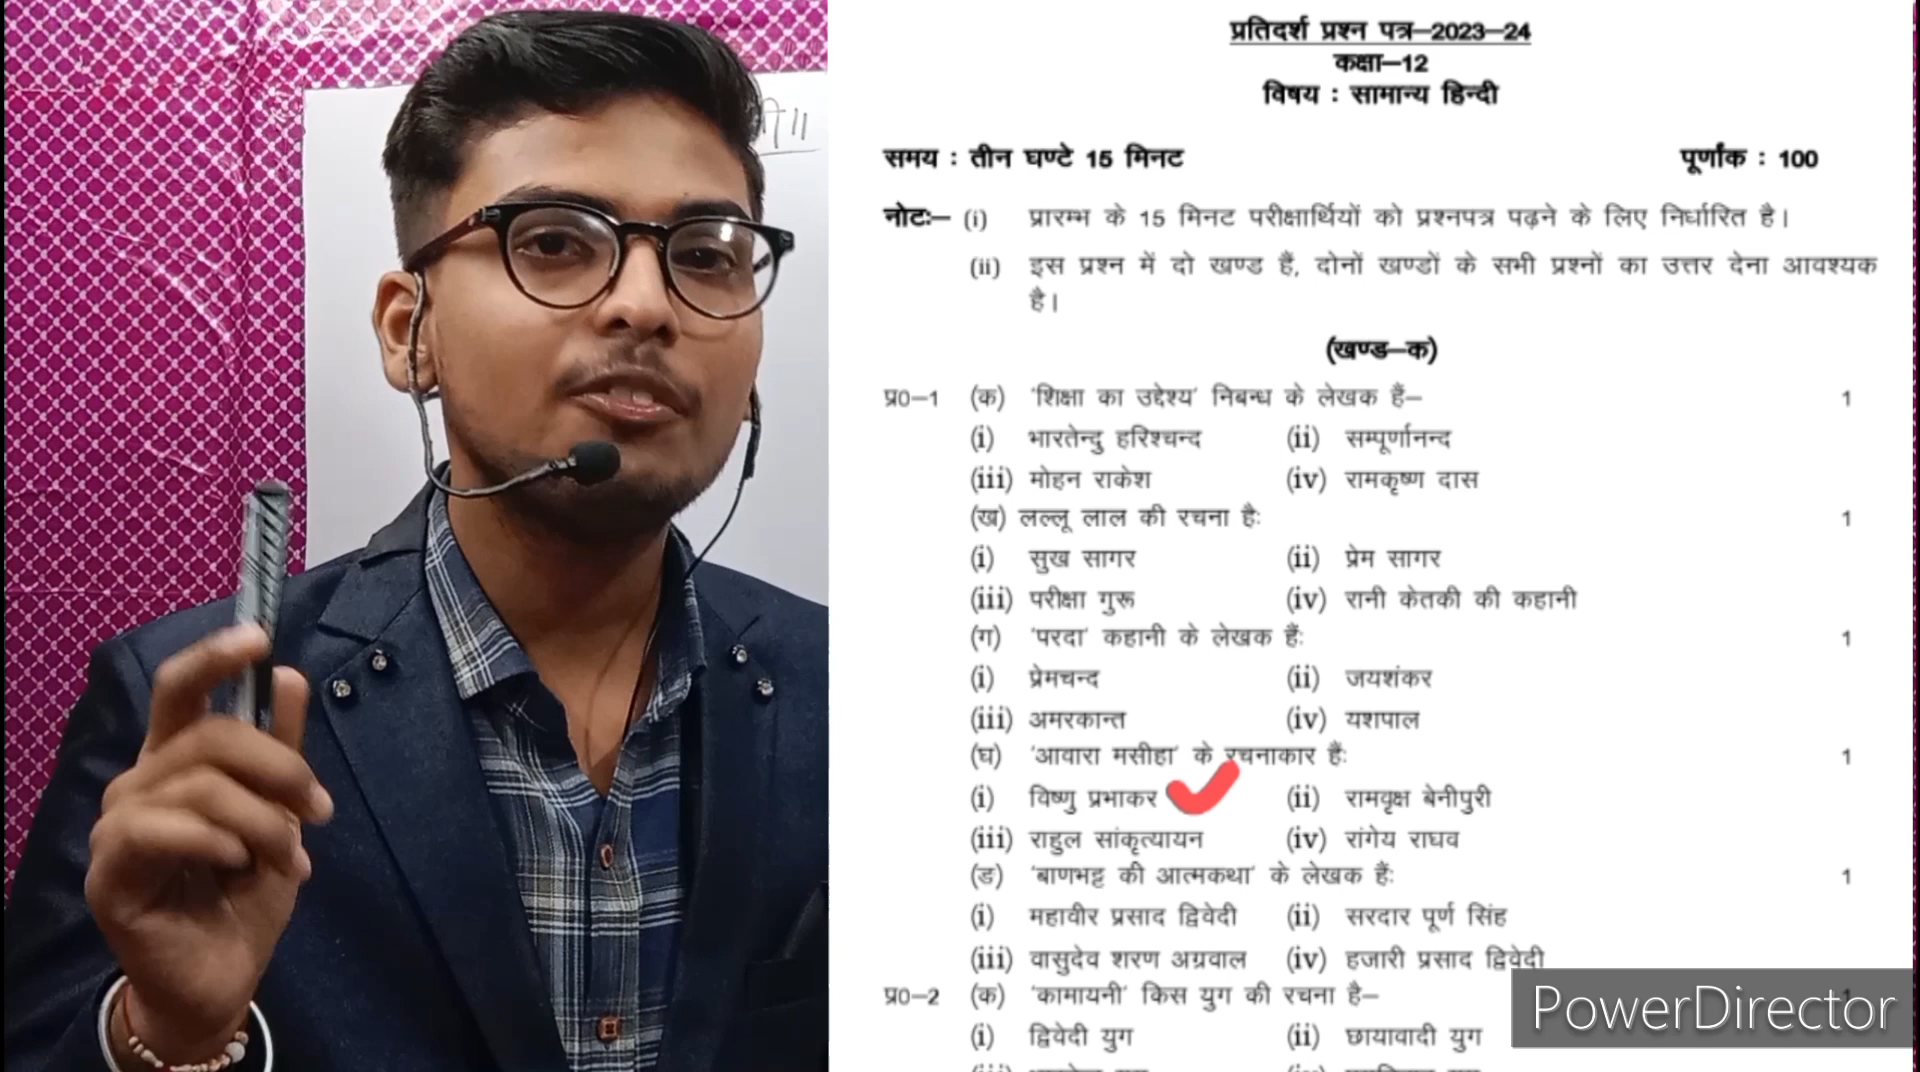 प्रतिदर्श प्रश्न पत्र–2023–24
कक्षा–12
विषय : सामान्य हिन्दी
समय : तीन घण्टे 15 मिनट पूर्णांक : 100
नोटः– (i) प्रारम्भ के 15 मिनट परीक्षार्थियों को प्रश्नपत्र पढ़ने के लिए निर्धारित है।
(ii) इस प्रश्न में दो खण्ड हैं, दोनों खण्डों के सभी प्रश्नों का उत्तर देना आवश्यक
है।
(खण्ड–क)
प्र0–1 (क) 'शिक्षा का उद्देश्य' निबन्ध के लेखक हैं– 1
(i) भारतेन्दु हरिश्चन्द (ii) सम्पूर्णानन्द
(iii) मोहन राकेश (iv) रामकृष्ण दास
(ख) लल्लू लाल की रचना है: 1
(i) सुख सागर (ii) प्रेम सागर
(iii) परीक्षा गुरू (iv) रानी केतकी की कहानी
(ग) 'परदा' कहानी के लेखक हैं: 1
(i) प्रेमचन्द (ii) जयशंकर
(iii) अमरकान्त (iv) यशपाल
(घ) 'आवारा मसीहा' के रचनाकार हैं: 1
(i) विष्णु प्रभाकर (ii) रामवृक्ष बेनीपुरी
(iii) राहुल सांकृत्यायन (iv) रांगेय राघव
(ङ) 'बाणभट्ट की आत्मकथा' के लेखक हैं: 1
(i) महावीर प्रसाद द्विवेदी (ii) सरदार पूर्ण सिंह
(iii) वासुदेव शरण अग्रवाल (iv) हजारी प्रसाद द्विवेदी
प्र0–2 (क) 'कामायनी' किस युग की रचना है– 1
(i) द्विवेदी युग (ii) छायावादी युग
PowerDirector